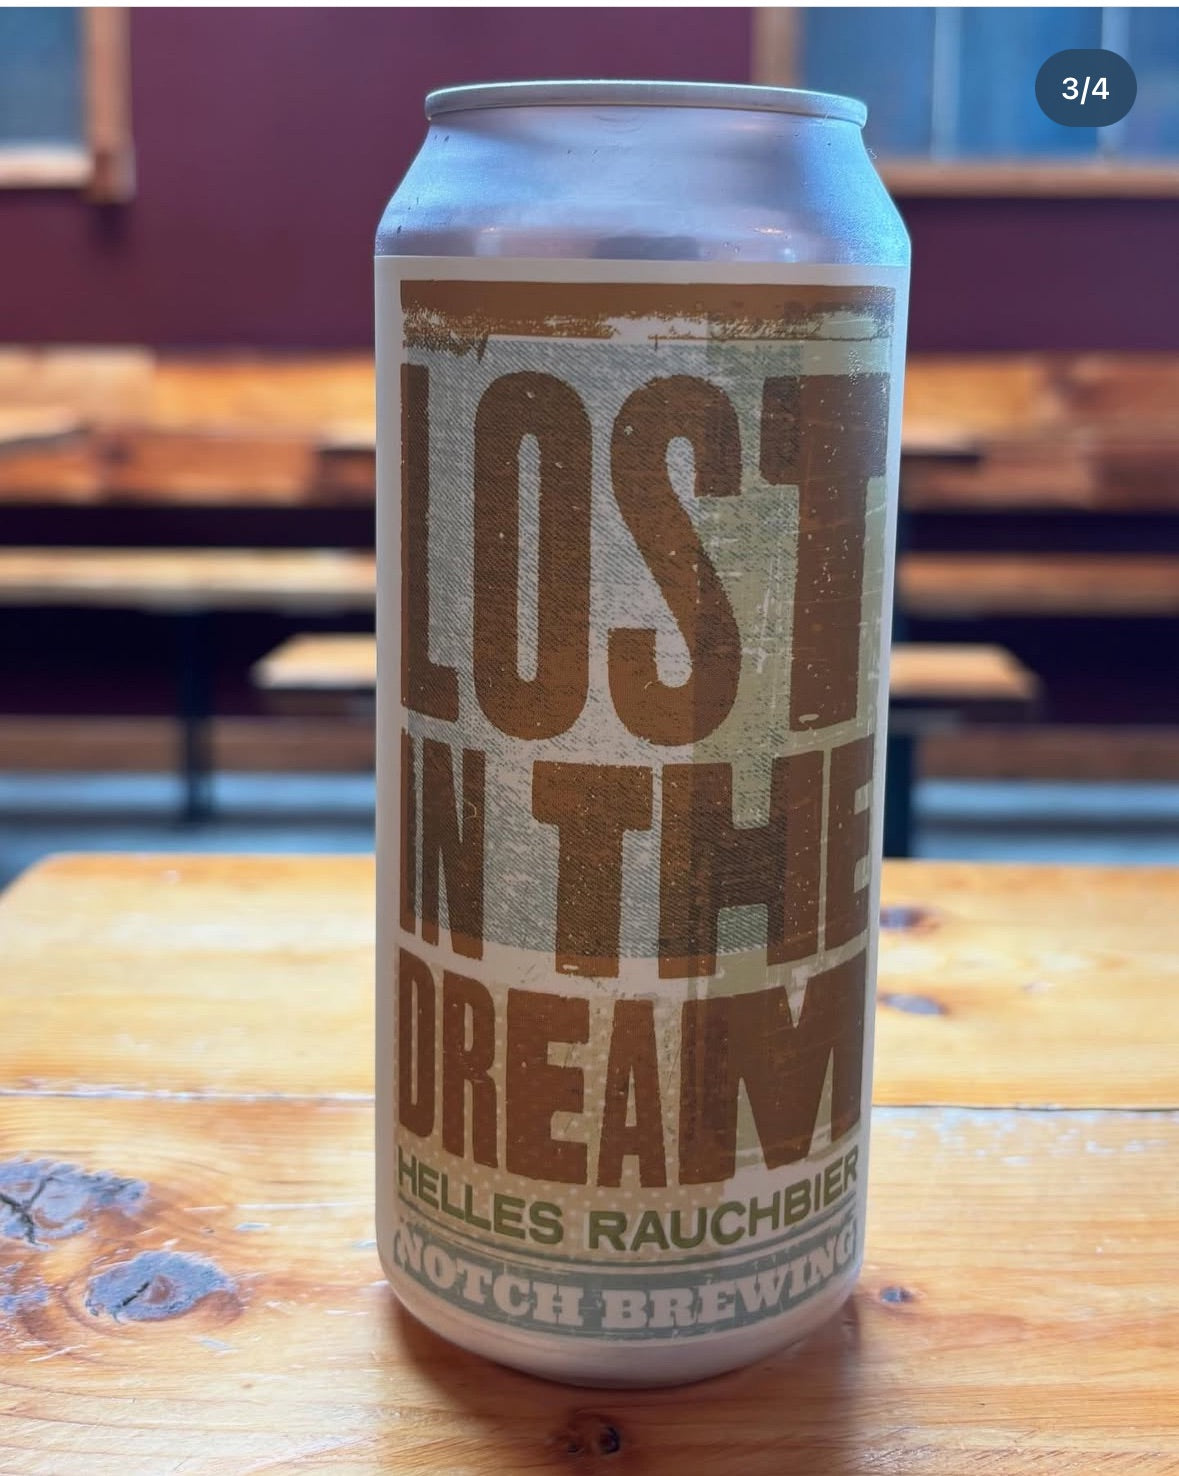 3/4
LOST
IN THE
DREAM
HELLES RAUCHBIER
NOTCH BREWING